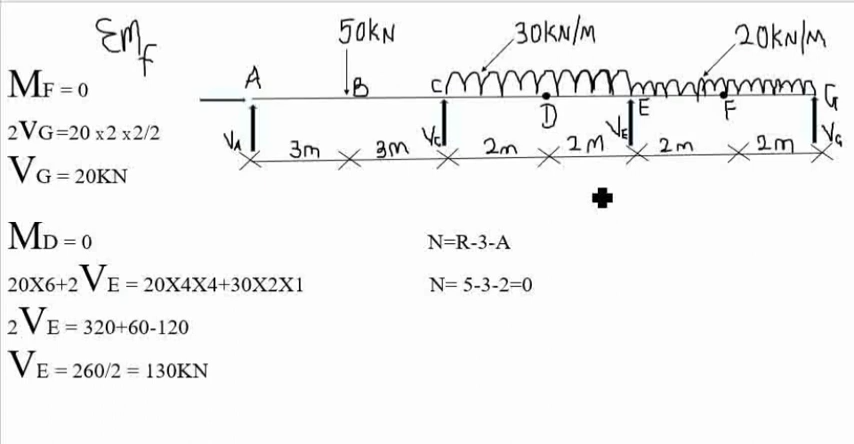 ΣMF
50KN
30KN/M
20KN/M
MF = 0
A
B
C
D
E
F
G
2VG=20 x2 x2/2
VA
VC
VE
VG
3m
3m
2m
2m
2m
2m
VG = 20KN
MD = 0
N=R-3-A
20X6+2VE = 20X4X4+30X2X1
N= 5-3-2=0
2VE = 320+60-120
VE = 260/2 = 130KN